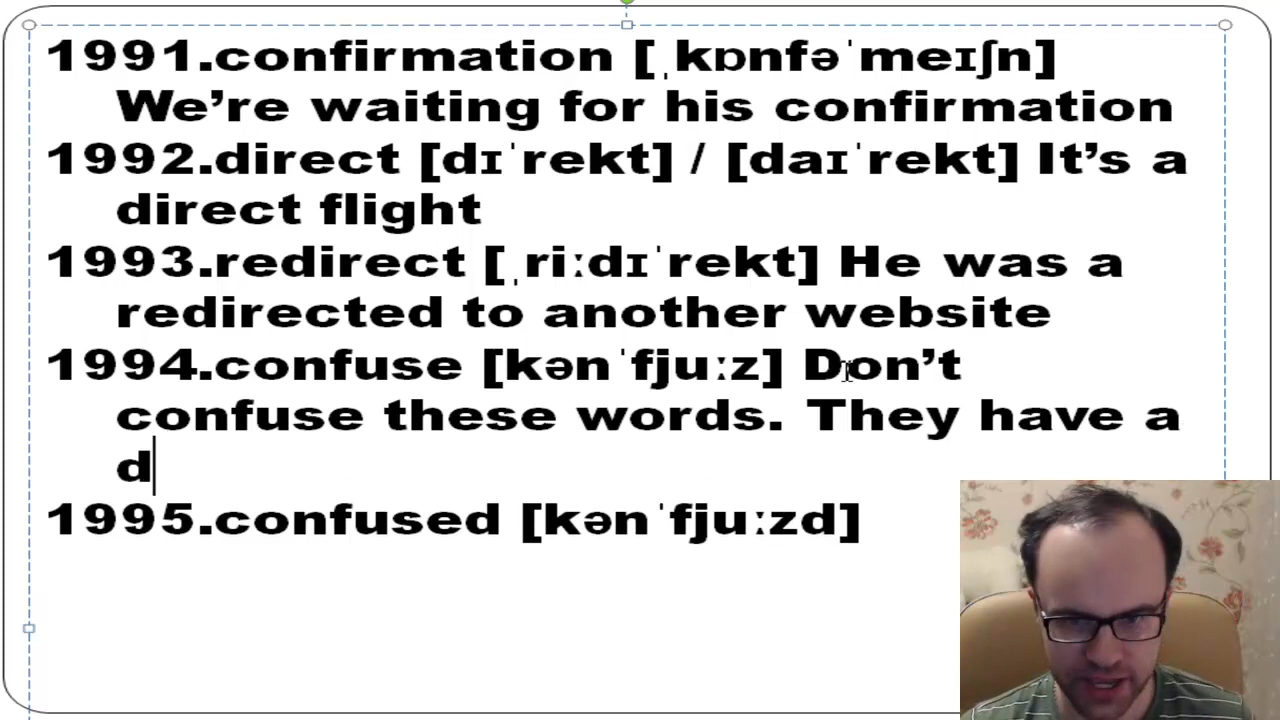 1991.confirmation [ˌkɒnfəˈmeɪʃn]
We’re waiting for his confirmation
1992.direct [dɪˈrekt] / [daɪˈrekt] It’s a
direct flight
1993.redirect [ˌriːdɪˈrekt] He was a
redirected to another website
1994.confuse [kənˈfjuːz] Don’t
confuse these words. They have a
d
1995.confused [kənˈfjuːzd]